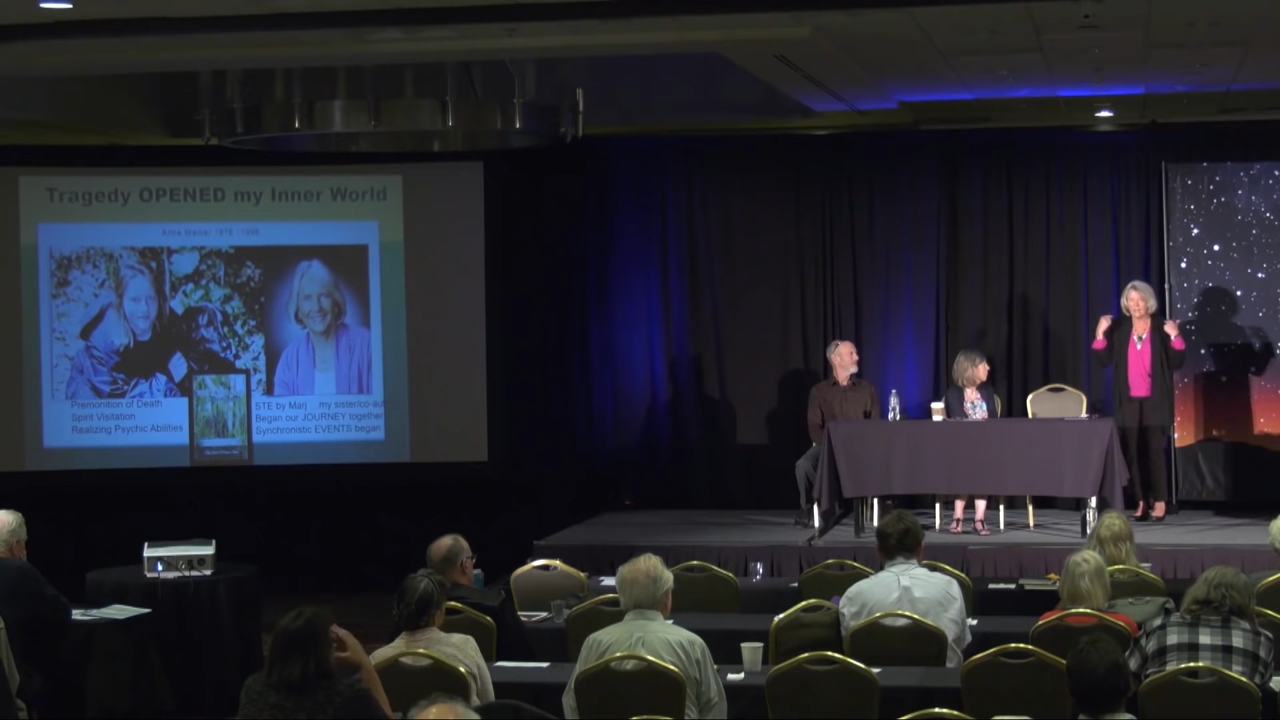 Tragedy OPENED my Inner World
Premonition of Death
Spirit Visitation
Realizing Psychic Abilities
STE by Marj ...my sister/co-au
Began our JOURNEY together
Synchronistic EVENTS began